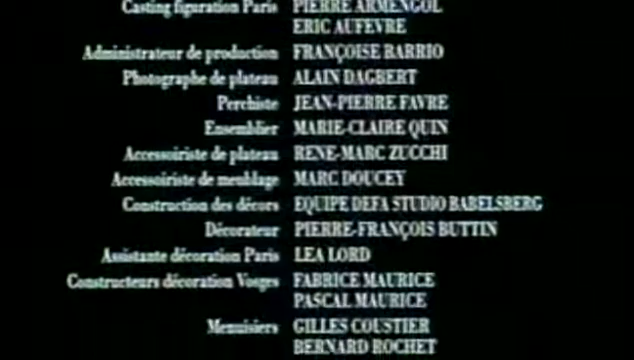 Casting figuration Paris PIERRE ARMENGOL
ERIC AUFEVRE
Administrateur de production FRANÇOISE BARRIO
Photographe de plateau ALAIN DAGBERT
Perchiste JEAN-PIERRE FAVRE
Ensemblier MARIE-CLAIRE QUIN
Accessoiriste de plateau RENE-MARC ZUCCHI
Accessoiriste de meublage MARC DOUCEY
Construction des décors EQUIPE DEFA STUDIO BABELSBERG
Décorateur PIERRE-FRANÇOIS BUTTIN
Assistante décoration Paris LEA LORD
Constructeurs décoration Vosges FABRICE MAURICE
PASCAL MAURICE
Menuisiers GILLES COUSTIER
BERNARD ROCHET